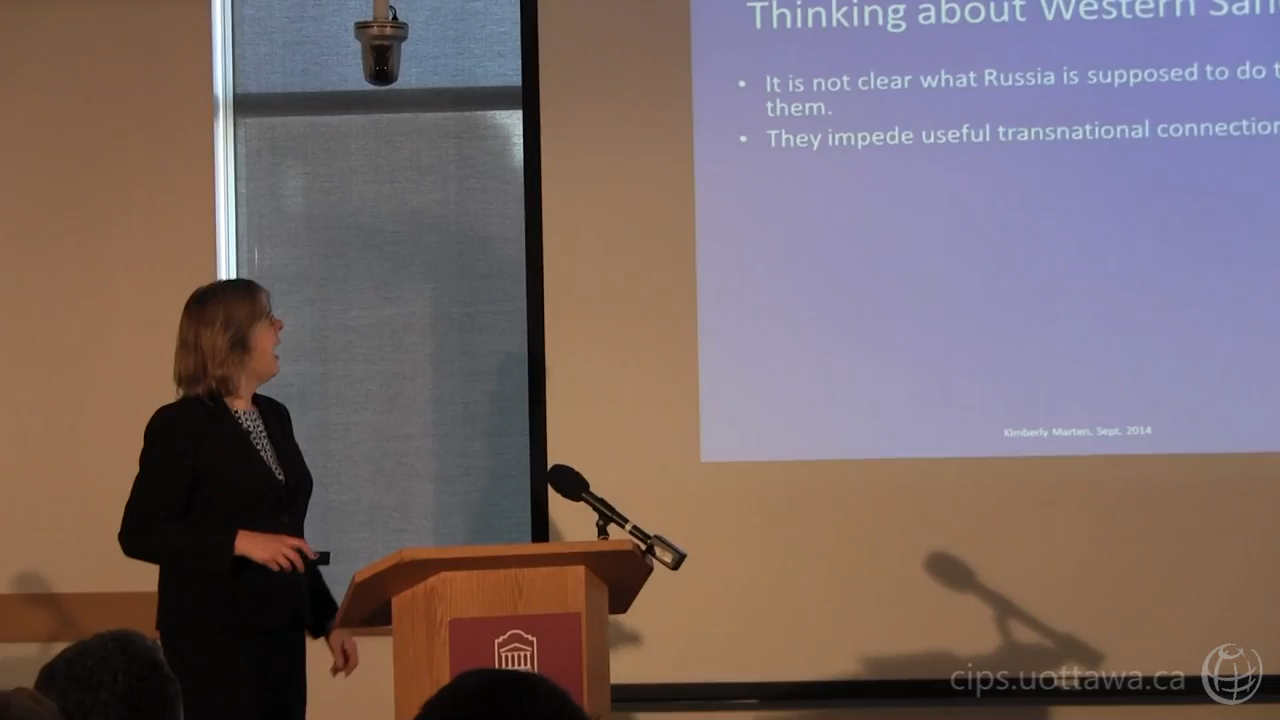 Thinking about Western
• It is not clear what Russia is supposed to do
them.
• They impede useful transnational
Kimberly Marten, Sept. 2014
cips.uottawa.ca